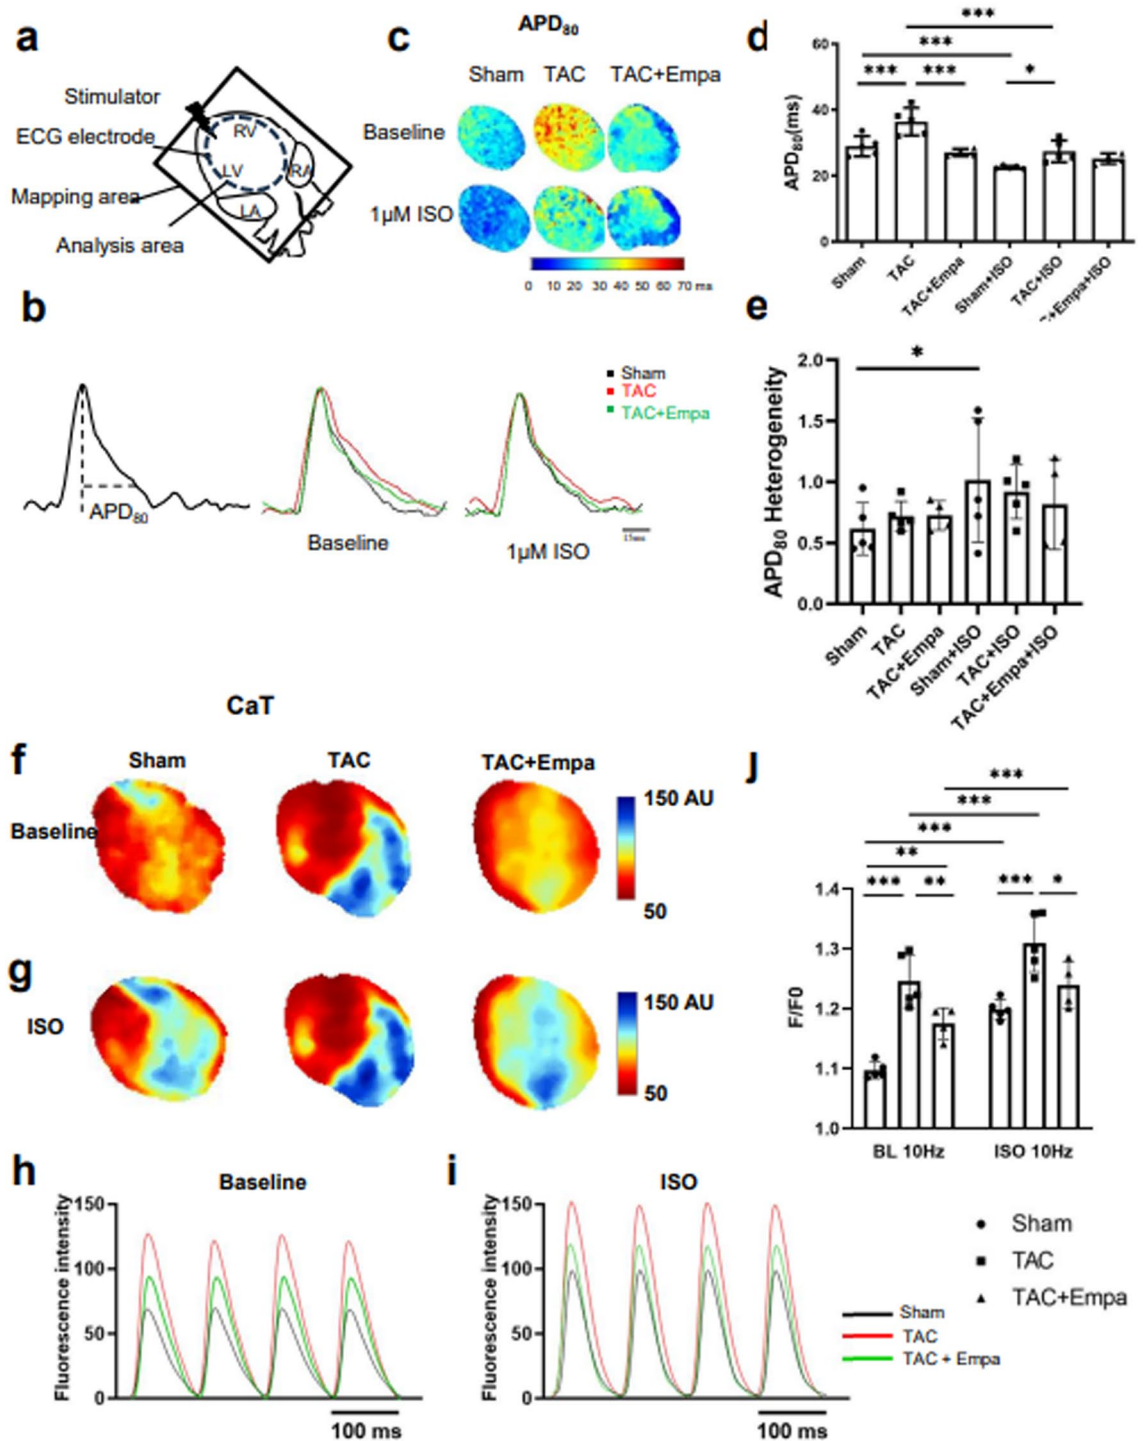 a
Stimulator
ECG electrode
Mapping area
Analysis area
RV
LV
RA
LA
c
APD80
Sham TAC TAC+Empa
Baseline
1µM ISO
0 10 20 30 40 50 60 70 ms
d
***
***
*** *** *
APD80(ms)
60
40
20
0
Sham
TAC
TAC+Empa
Sham+ISO
TAC+ISO
C+Empa+ISO
b
APD80
Baseline
1µM ISO
Sham
TAC
TAC+Empa
15ms
e
*
APD80 Heterogeneity
2.0
1.5
1.0
0.5
0.0
Sham
TAC
TAC+Empa
Sham+ISO
TAC+ISO
TAC+Empa+ISO
CaT
f
Sham TAC TAC+Empa
Baseline
150 AU
50
g
ISO
150 AU
50
J
***
***
***
**
*** ** *** *
F/F0
1.4
1.3
1.2
1.1
1.0
BL 10Hz ISO 10Hz
h
Baseline
Fluorescence intensity
150
100
50
0
100 ms
i
ISO
Fluorescence intensity
150
100
50
0
100 ms
Sham
TAC
TAC+Empa
Sham
TAC
TAC + Empa